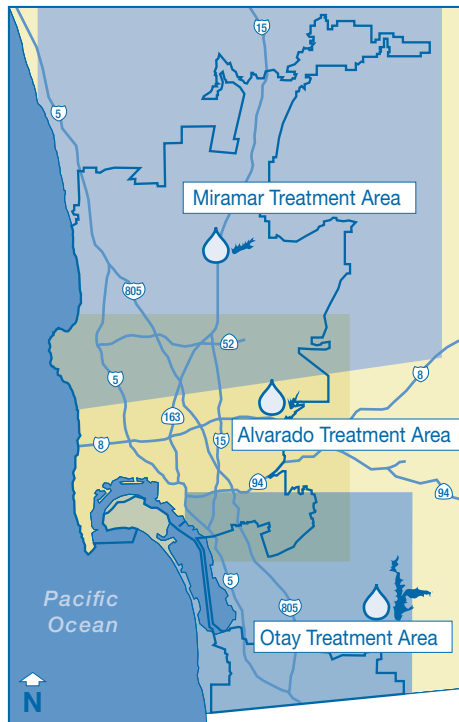 15
5
Miramar Treatment Area
805
52
5
8
163
Alvarado Treatment Area
15
8
94
94
Pacific
Ocean
5
805
Otay Treatment Area
N